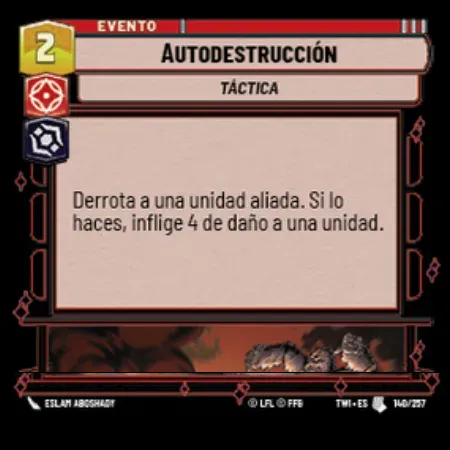 EVENTO
2
AUTODESTRUCCIÓN
TÁCTICA
Derrota a una unidad aliada. Si lo
haces, inflige 4 de daño a una unidad.
ESLAM ABOSHADY © LFL © FFG TWI • ES 140/257